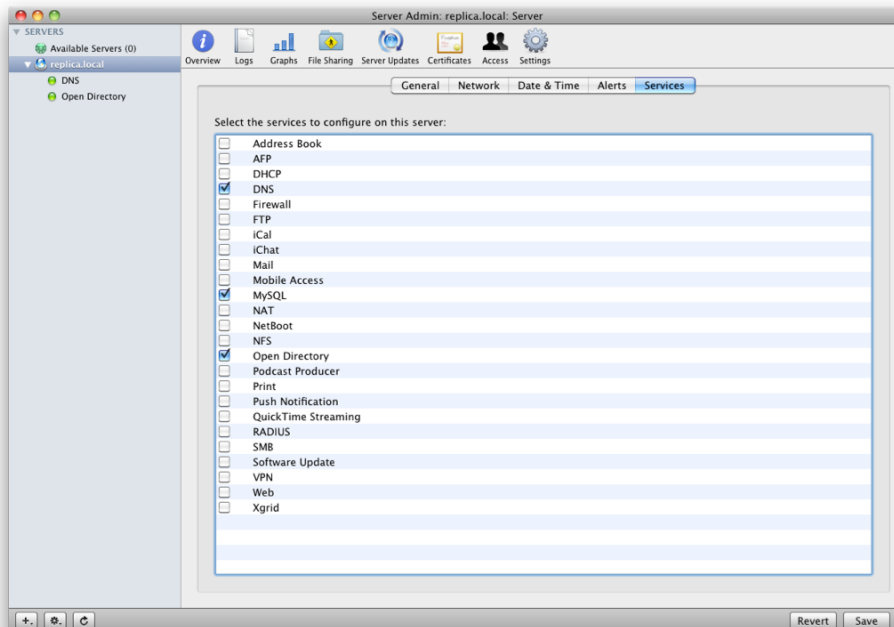 Server Admin: replica.local: Server
SERVERS
Available Servers (0)
replica.local
DNS
Open Directory
Overview Logs Graphs File Sharing Server Updates Certificates Access Settings
General Network Date & Time Alerts Services
Select the services to configure on this server:
Address Book
AFP
DHCP
DNS
Firewall
FTP
iCal
iChat
Mail
Mobile Access
MySQL
NAT
NetBoot
NFS
Open Directory
Podcast Producer
Print
Push Notification
QuickTime Streaming
RADIUS
SMB
Software Update
VPN
Web
Xgrid
Revert Save